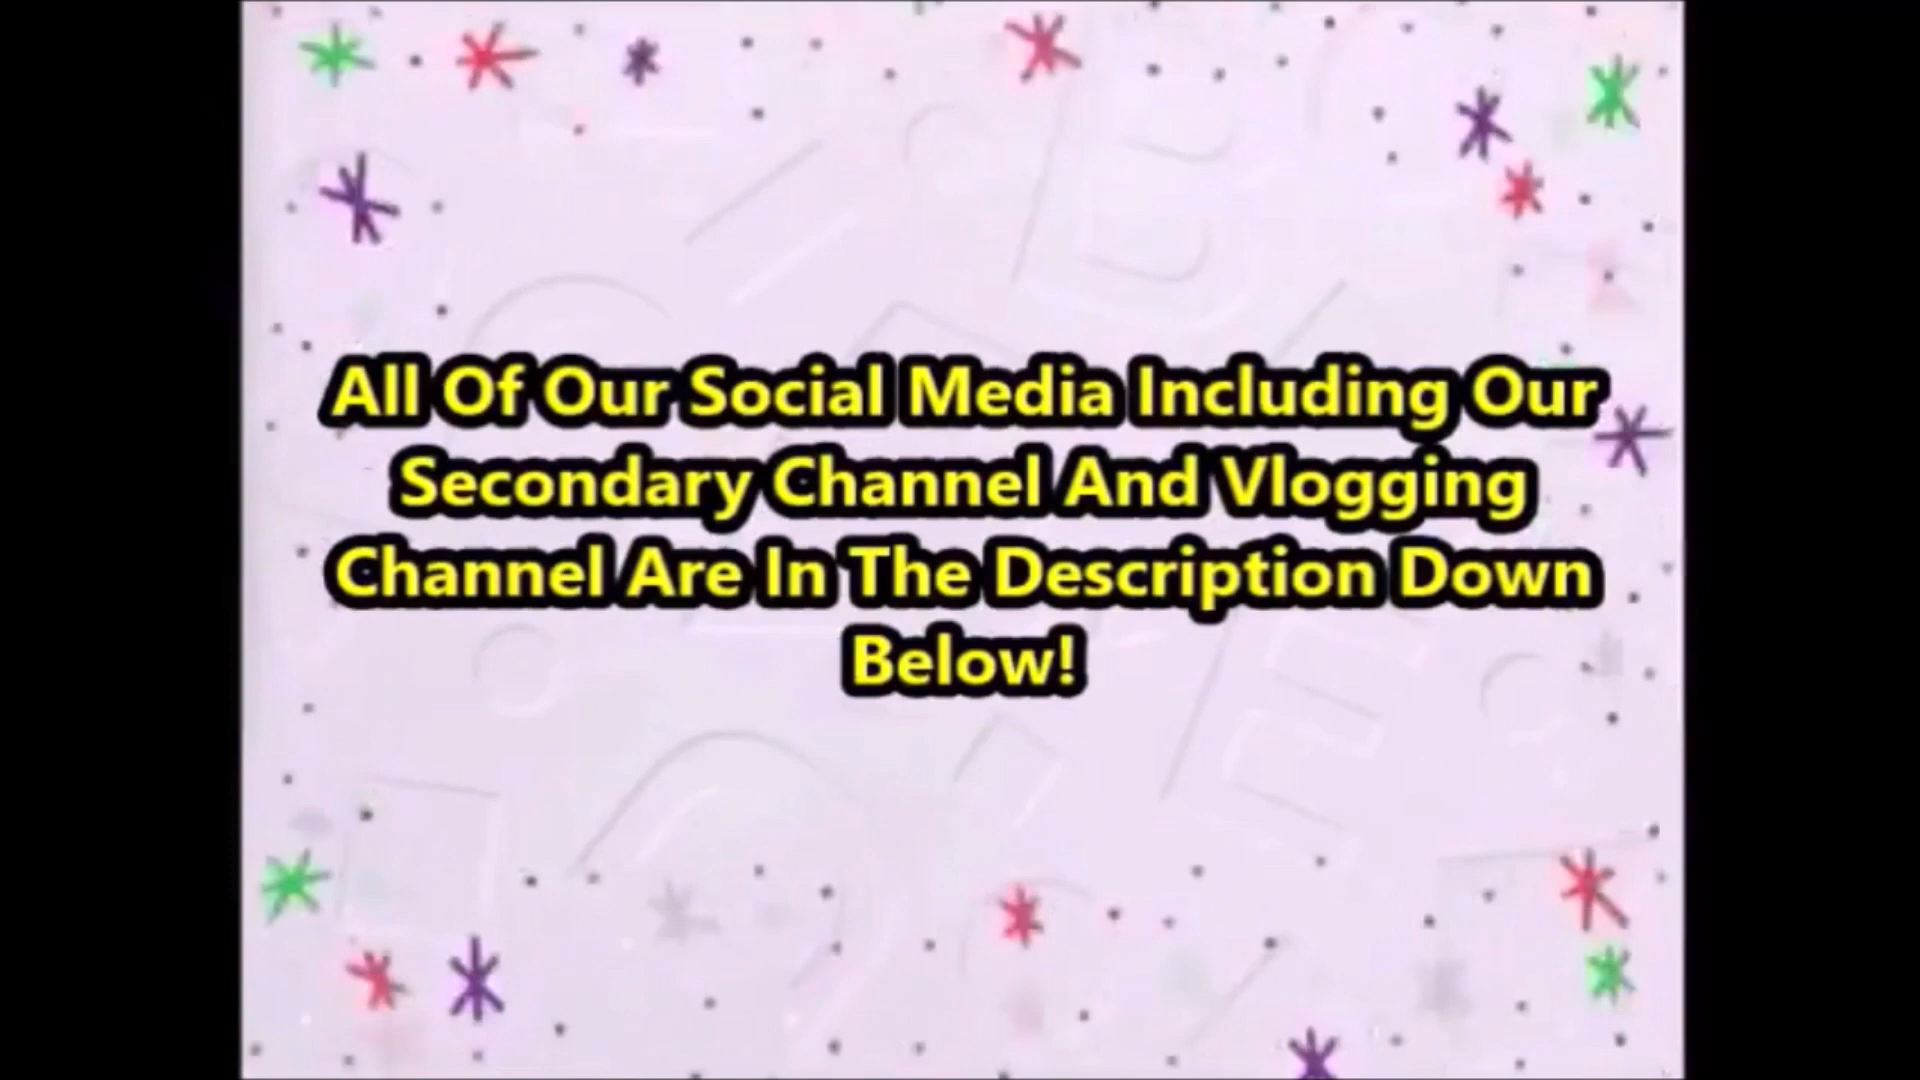 All Of Our Social Media Including Our
Secondary Channel And Vlogging
Channel Are In The Description Down
Below!